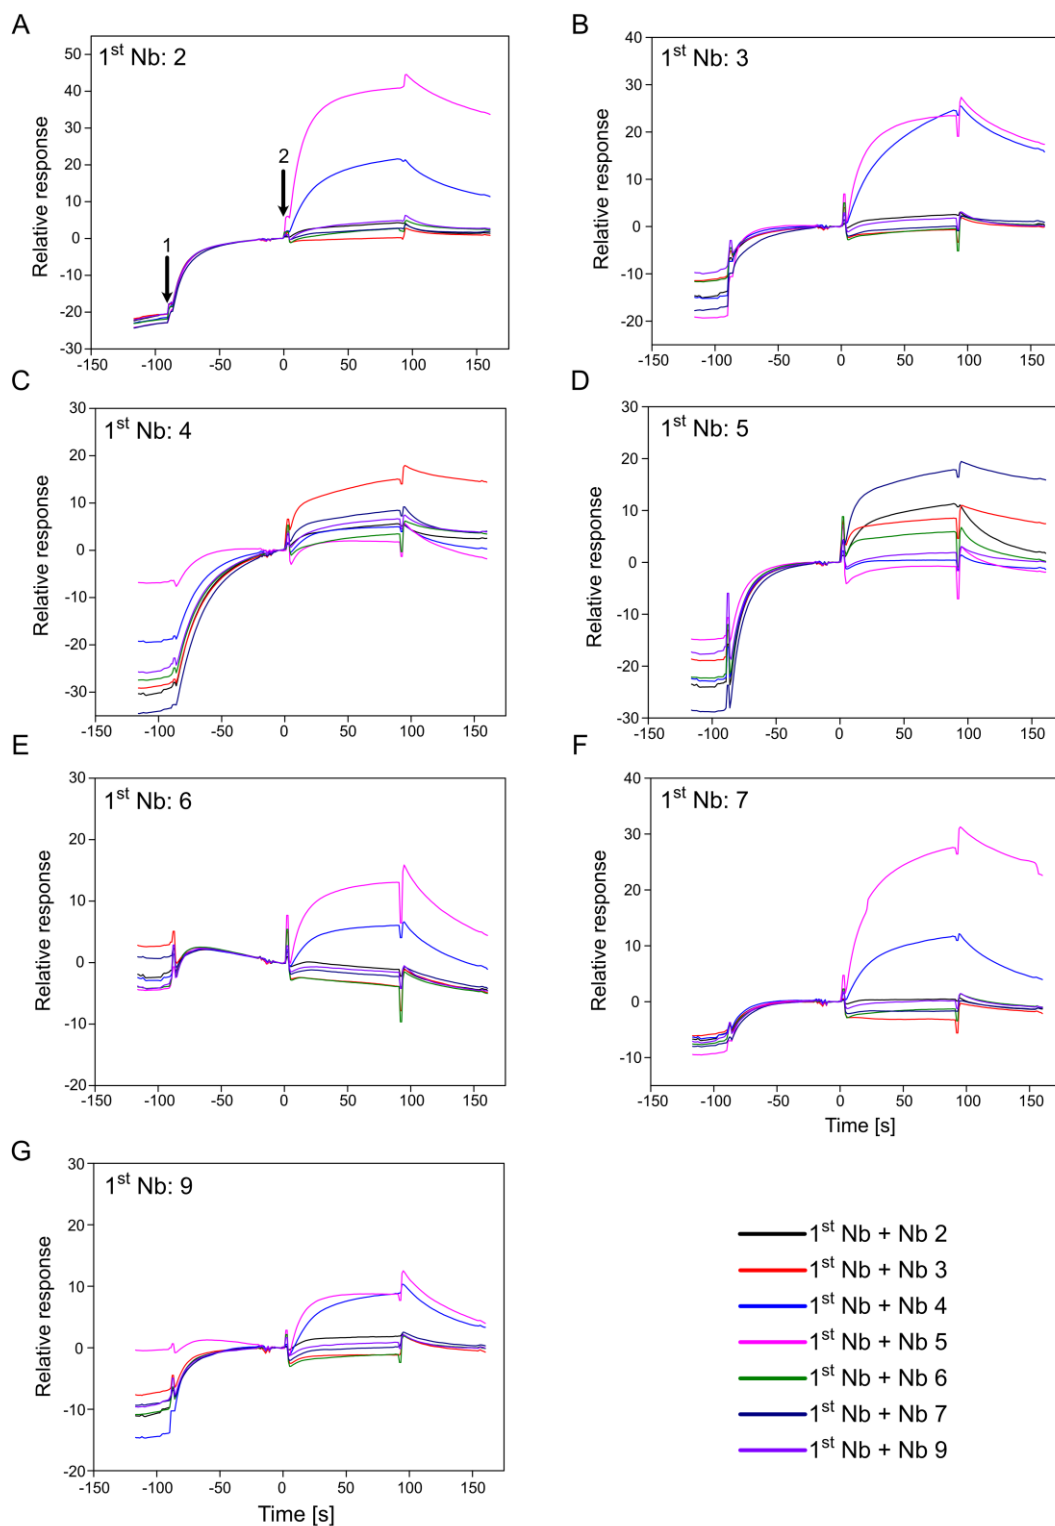 A
1st Nb: 2
50
40
30
20
10
0
-10
-20
-30
Relative response
1
2
-150 -100 -50 0 50 100 150
B
1st Nb: 3
40
30
20
10
0
-10
-20
Relative response
-150 -100 -50 0 50 100 150
C
1st Nb: 4
30
20
10
0
-10
-20
-30
Relative response
-150 -100 -50 0 50 100 150
D
1st Nb: 5
30
20
10
0
-10
-20
-30
Relative response
-150 -100 -50 0 50 100 150
E
1st Nb: 6
30
20
10
0
-10
-20
Relative response
-150 -100 -50 0 50 100 150
F
1st Nb: 7
40
30
20
10
0
-10
Relative response
-150 -100 -50 0 50 100 150
Time [s]
G
1st Nb: 9
30
20
10
0
-10
-20
Relative response
-150 -100 -50 0 50 100 150
Time [s]
1st Nb + Nb 2
1st Nb + Nb 3
1st Nb + Nb 4
1st Nb + Nb 5
1st Nb + Nb 6
1st Nb + Nb 7
1st Nb + Nb 9